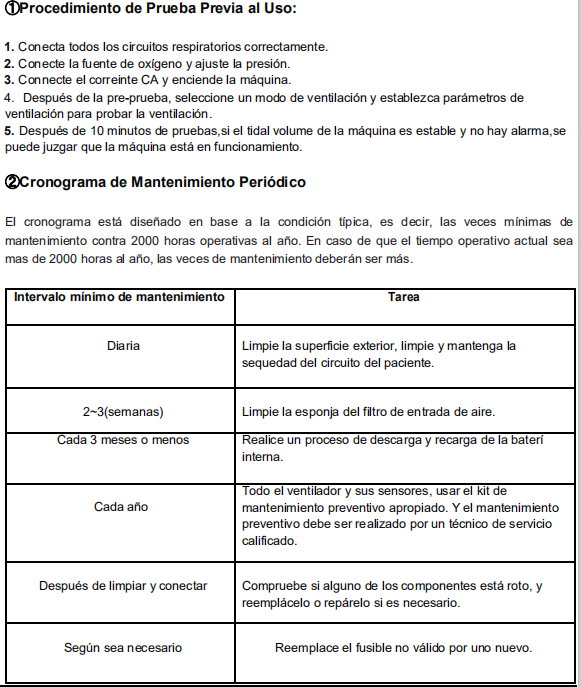 ①Procedimiento de Prueba Previa al Uso:
1. Conecta todos los circuitos respiratorios correctamente.
2. Conecte la fuente de oxígeno y ajuste la presión.
3. Connecte el correinte CA y enciende la máquina.
4. Después de la pre-prueba, seleccione un modo de ventilación y establezca parámetros de
ventilación para probar la ventilación.
5. Después de 10 minutos de pruebas,si el tidal volume de la máquina es estable y no hay alarma,se
puede juzgar que la máquina está en funcionamiento.
②Cronograma de Mantenimiento Periódico
El cronograma está diseñado en base a la condición típica, es decir, las veces mínimas de
mantenimiento contra 2000 horas operativas al año. En caso de que el tiempo operativo actual sea
mas de 2000 horas al año, las veces de mantenimiento deberán ser más.
Intervalo mínimo de mantenimiento Tarea
Diaria
Limpie la superficie exterior, limpie y mantenga la
sequedad del circuito del paciente.
2~3(semanas) Limpie la esponja del filtro de entrada de aire.
Cada 3 meses o menos
Realice un proceso de descarga y recarga de la baterí
interna.
Cada año
Todo el ventilador y sus sensores, usar el kit de
mantenimiento preventivo apropiado. Y el mantenimiento
preventivo debe ser realizado por un técnico de servicio
calificado.
Después de limpiar y conectar
Compruebe si alguno de los componentes está roto, y
reemplácelo o repárelo si es necesario.
Según sea necesario Reemplace el fusible no válido por uno nuevo.